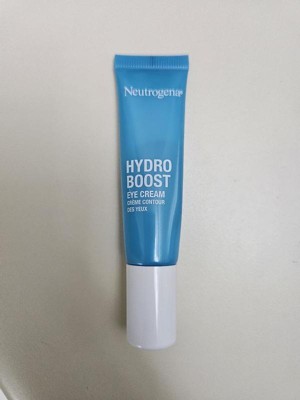 Neutrogena®
HYDRO
BOOST
EYE CREAM
CRÈME CONTOUR
DES YEUX